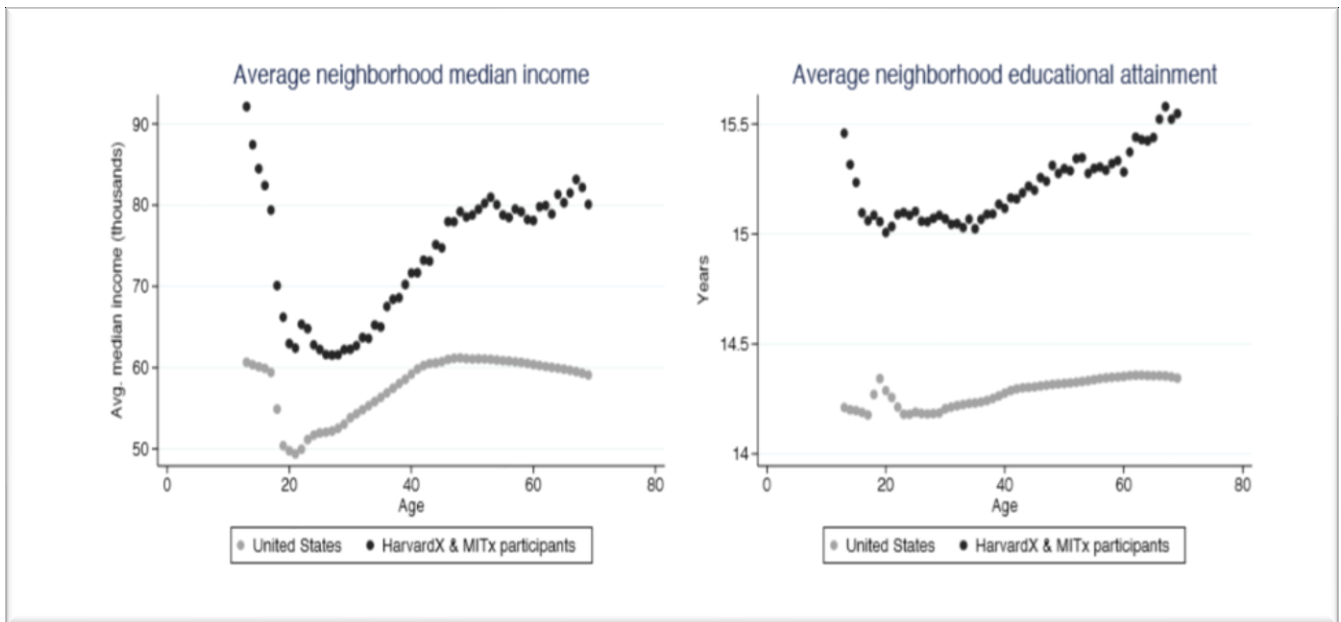 Average neighborhood median income
Avg. median income (thousands)
90
80
70
60
50
0 20 40 60 80
Age
United States HarvardX & MITx participants
Average neighborhood educational attainment
Years
15.5
15
14.5
14
0 20 40 60 80
Age
United States HarvardX & MITx participants